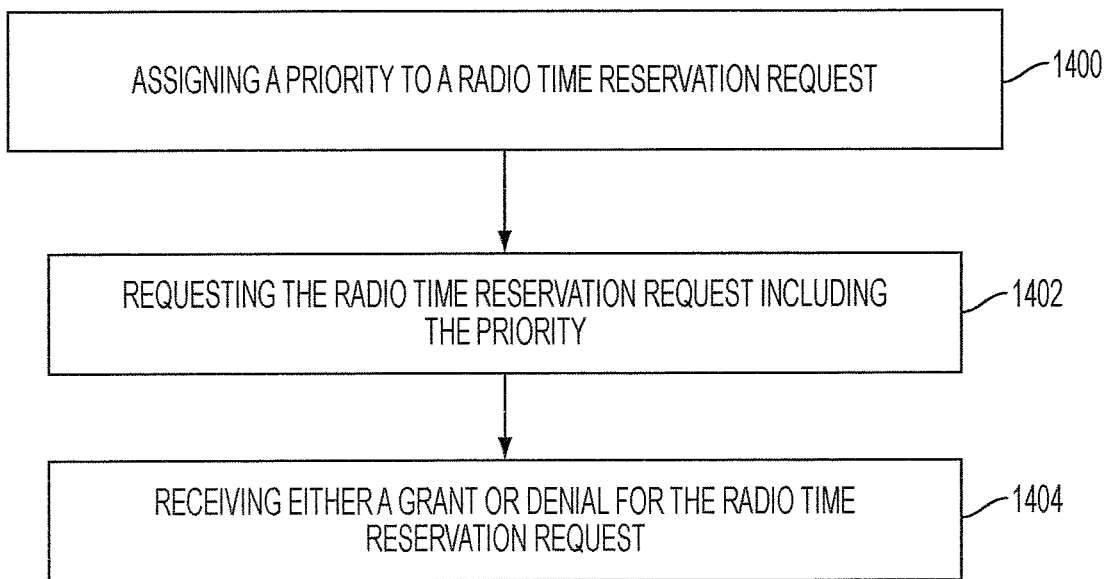 ASSIGNING A PRIORITY TO A RADIO TIME RESERVATION REQUEST
1400
REQUESTING THE RADIO TIME RESERVATION REQUEST INCLUDING
THE PRIORITY
1402
RECEIVING EITHER A GRANT OR DENIAL FOR THE RADIO TIME
RESERVATION REQUEST
1404